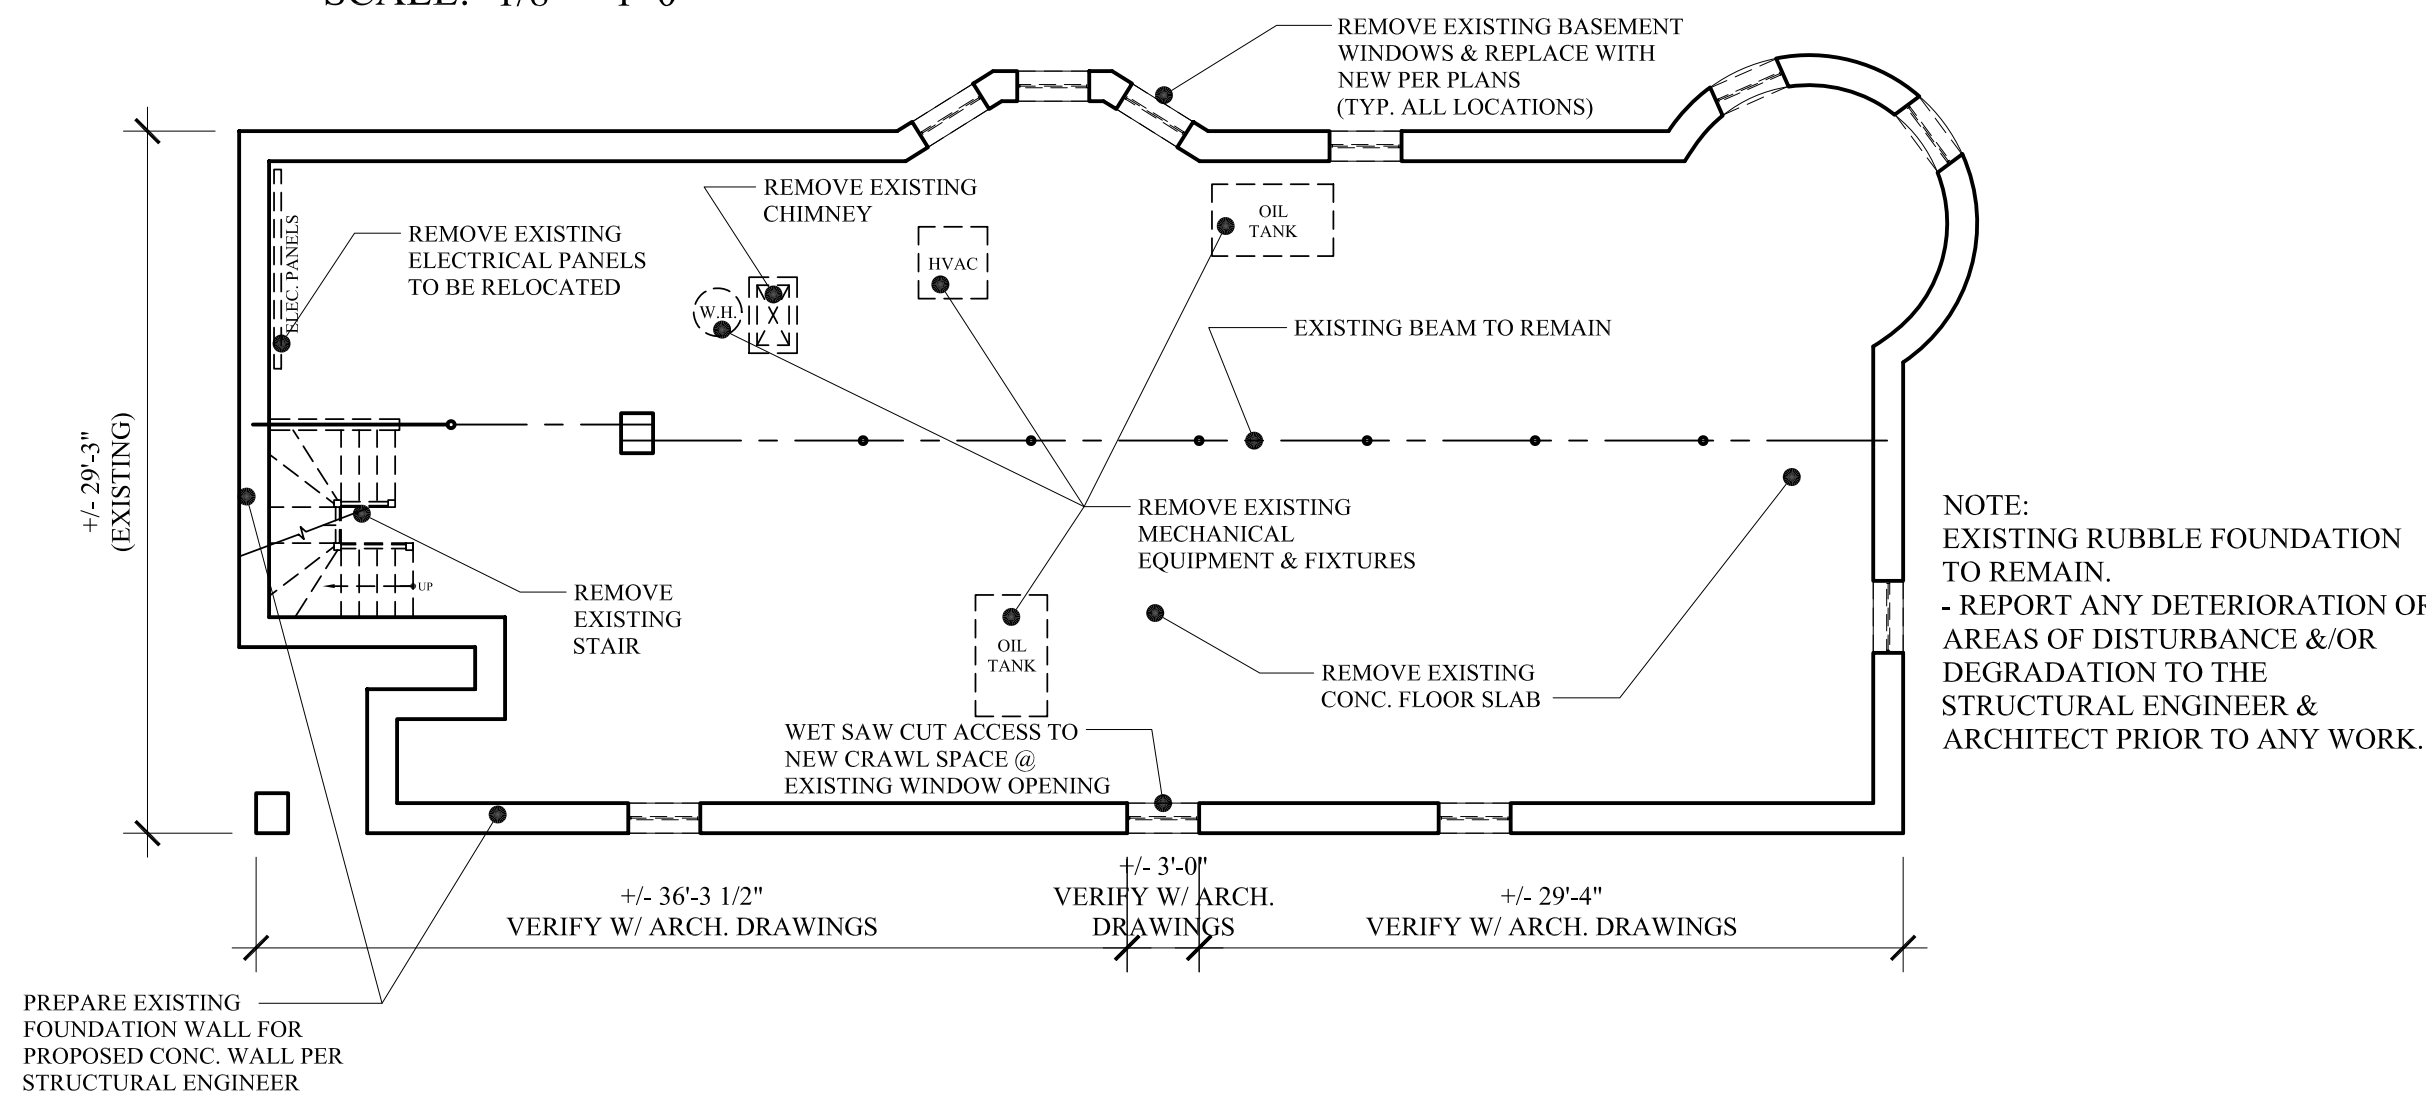 SCALE: 1/8" = 1'-0"
REMOVE EXISTING BASEMENT
WINDOWS & REPLACE WITH
NEW PER PLANS
(TYP. ALL LOCATIONS)
REMOVE EXISTING
CHIMNEY
REMOVE EXISTING
ELECTRICAL PANELS
TO BE RELOCATED
ELEC. PANELS
W.H.
HVAC
OIL
TANK
EXISTING BEAM TO REMAIN
+/- 29'-3"
(EXISTING)
REMOVE EXISTING
MECHANICAL
EQUIPMENT & FIXTURES
UP
REMOVE
EXISTING
STAIR
OIL
TANK
REMOVE EXISTING
CONC. FLOOR SLAB
WET SAW CUT ACCESS TO
NEW CRAWL SPACE @
EXISTING WINDOW OPENING
NOTE:
EXISTING RUBBLE FOUNDATION
TO REMAIN.
- REPORT ANY DETERIORATION OR
AREAS OF DISTURBANCE &/OR
DEGRADATION TO THE
STRUCTURAL ENGINEER &
ARCHITECT PRIOR TO ANY WORK.
+/- 36'-3 1/2"
VERIFY W/ ARCH. DRAWINGS
+/- 3'-0"
VERIFY W/ ARCH.
DRAWINGS
+/- 29'-4"
VERIFY W/ ARCH. DRAWINGS
PREPARE EXISTING
FOUNDATION WALL FOR
PROPOSED CONC. WALL PER
STRUCTURAL ENGINEER